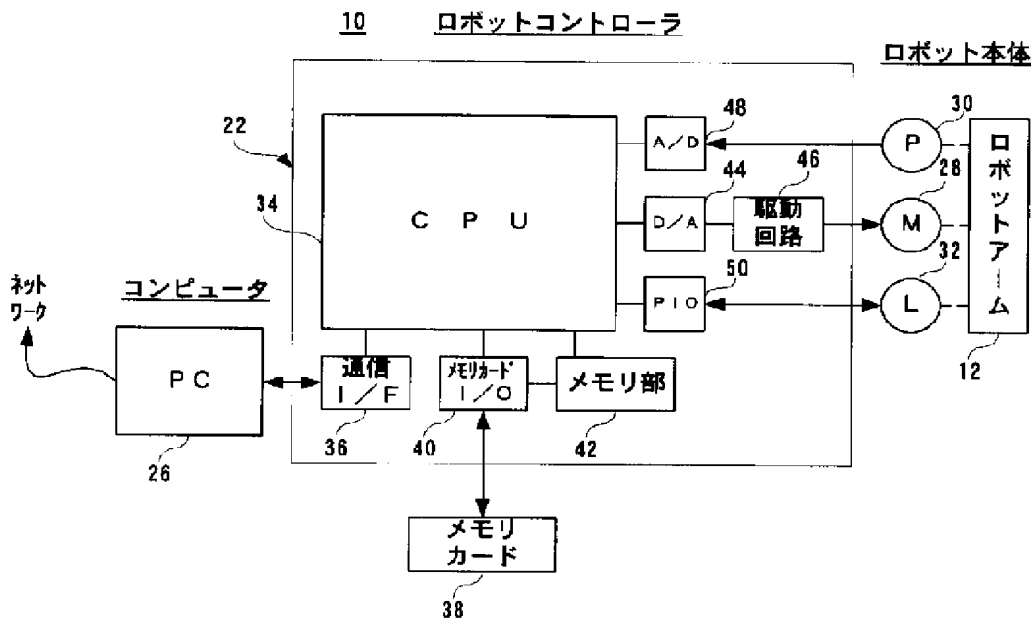 10 ロボットコントローラ
ロボット本体
22
34
CPU
A/D
48
D/A
44
駆動
回路
46
PIO
50
P
30
M
28
L
32
ロボットアーム
12
ネット
ワーク
コンピュータ
PC
26
通信
I/F
36
メモリカード
I/O
40
メモリ部
42
メモリ
カード
38